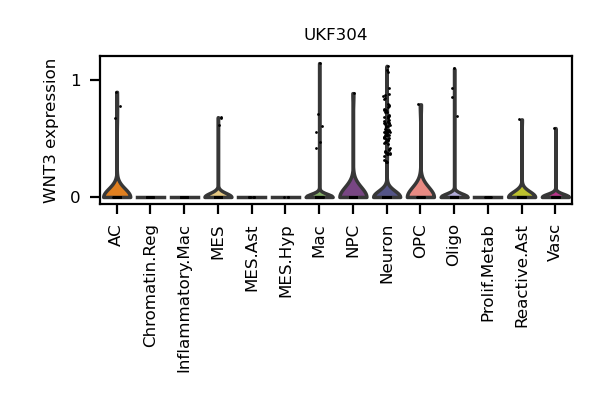 UKF304
WNT3 expression
1
0
AC
Chromatin.Reg
Inflammatory.Mac
MES
MES.Ast
MES.Hyp
Mac
NPC
Neuron
OPC
Oligo
Prolif.Metab
Reactive.Ast
Vasc